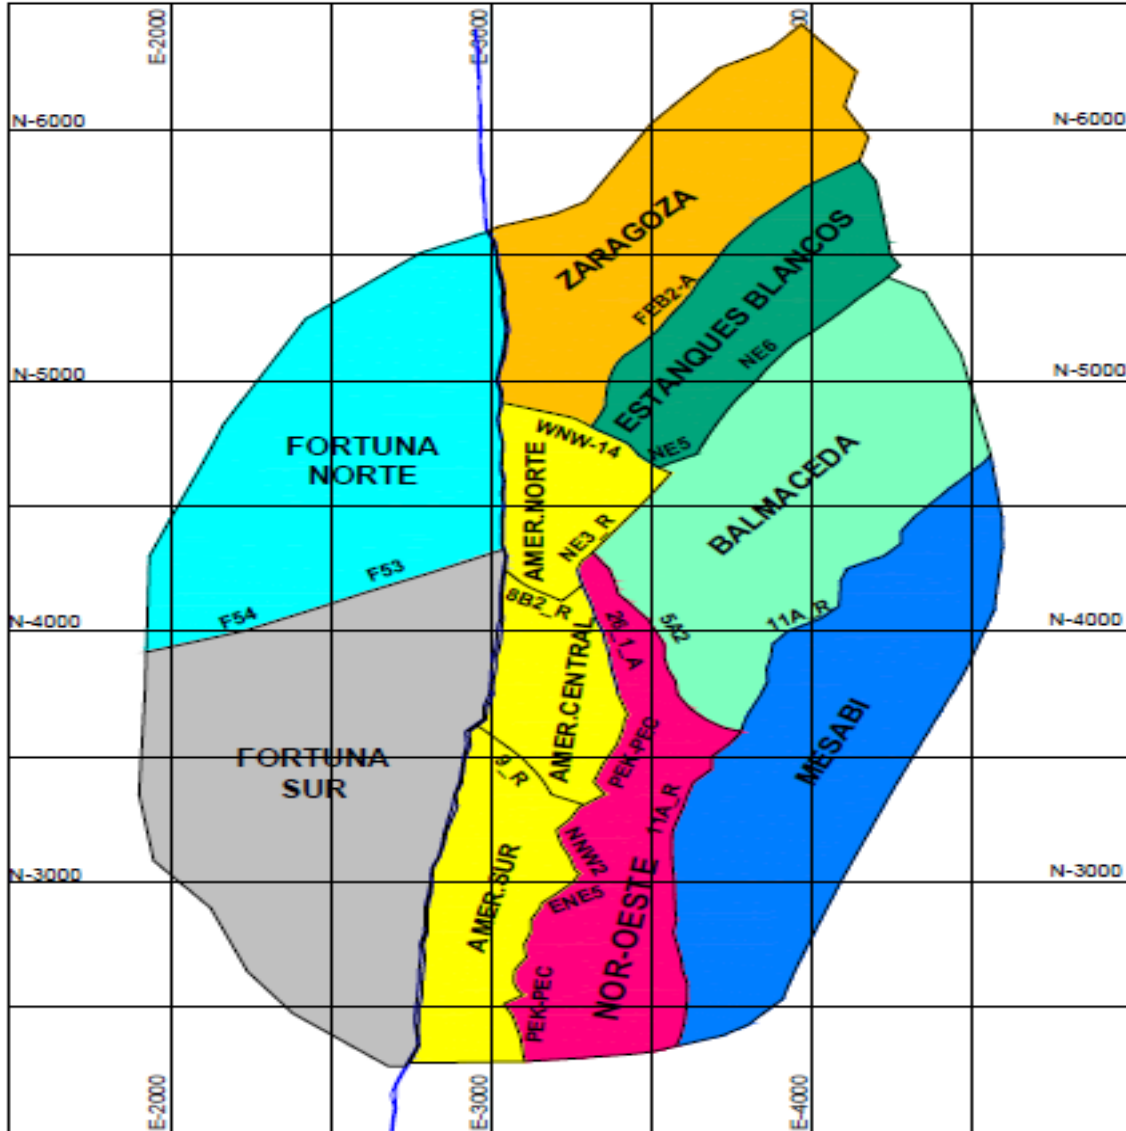 E-2000
E-3000
N-6000
N-6000
ZARAGOZA
FEB2-A
ESTANQUES BLANCOS
NE6
N-5000
N-5000
WNW-14
NE5
FORTUNA
NORTE
AMER.NORTE
BALMACEDA
NE3_R
F53
F54
8B2_R
26_1_A
5A2
11A_R
N-4000
N-4000
AMER.CENTRAL
PEK-PEC
MESABI
FORTUNA
SUR
9_R
11A_R
NNW2
ENE5
AMER.SUR
NOR-OESTE
N-3000
N-3000
PEK-PEC
E-2000
E-3000
E-4000